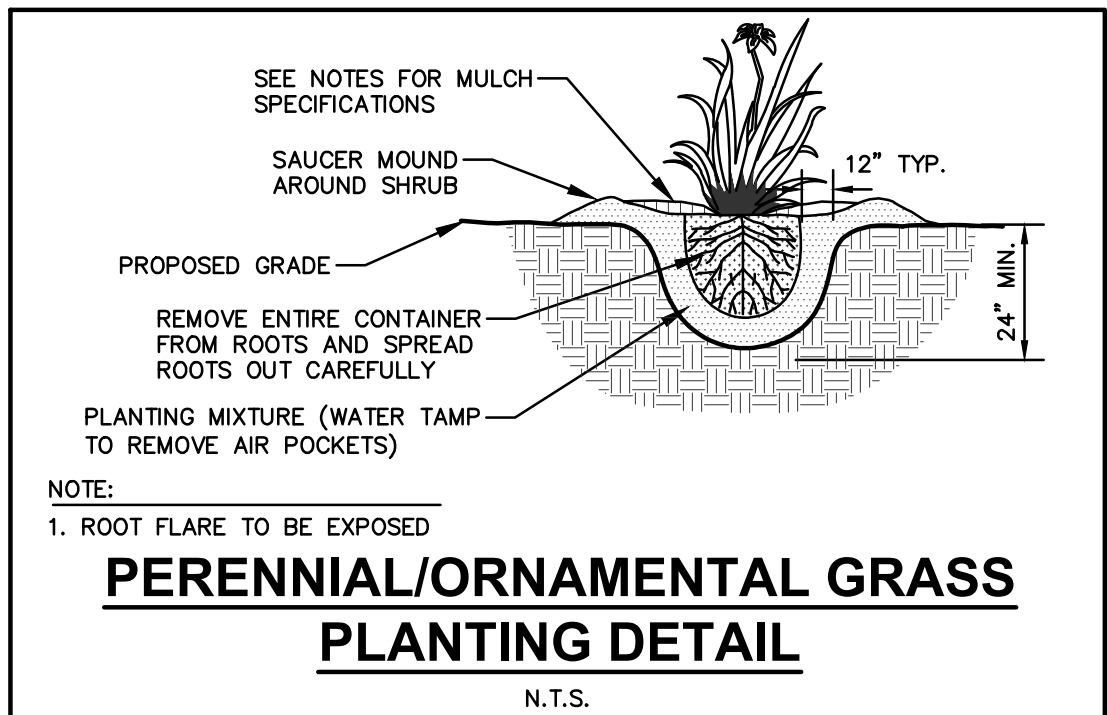 SEE NOTES FOR MULCH
SPECIFICATIONS
SAUCER MOUND
AROUND SHRUB
12" TYP.
PROPOSED GRADE
24" MIN.
REMOVE ENTIRE CONTAINER
FROM ROOTS AND SPREAD
ROOTS OUT CAREFULLY
PLANTING MIXTURE (WATER TAMP
TO REMOVE AIR POCKETS)
NOTE:
1. ROOT FLARE TO BE EXPOSED
PERENNIAL/ORNAMENTAL GRASS
PLANTING DETAIL
N.T.S.